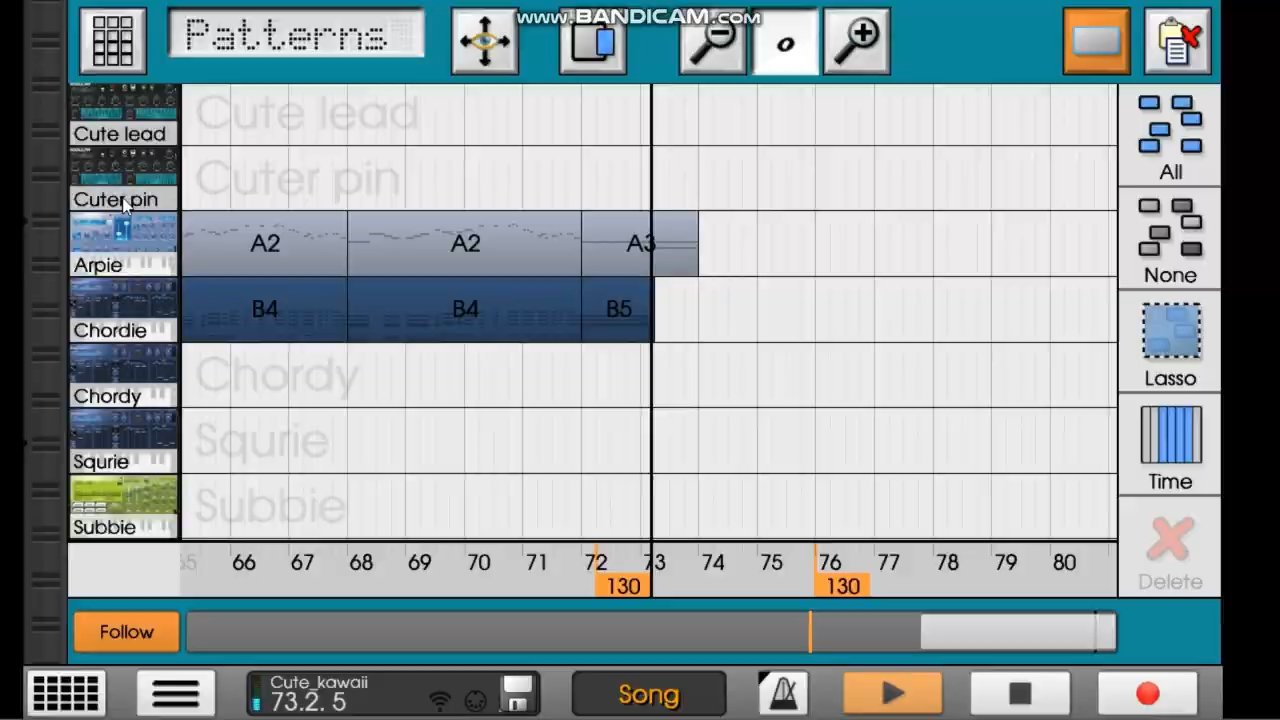 www.BANDICAM.com
Patterns
Cute lead
Cute lead
All
Cuter pin
Cuter pin
A2
A2
A3
Arpie
None
B4
B4
B5
Chordie
Chordy
Chordy
Lasso
Squrie
Squrie
Time
Subbie
Subbie
65 66 67 68 69 70 71 72 73 74 75 76 77 78 79 80
130 130
Delete
Follow
Cute_kawaii
73.2. 5
Song